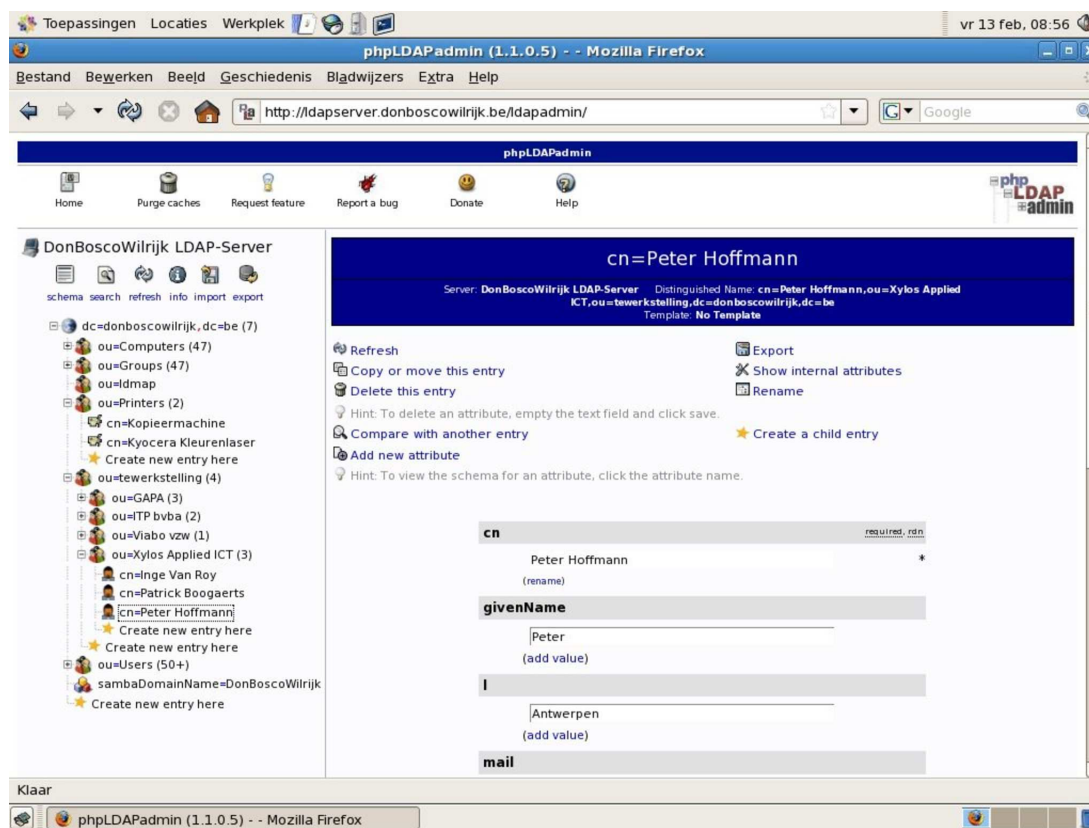 Toepassingen Locaties Werkplek vr 13 feb, 08:56
phpLDAPadmin (1.1.0.5) - - Mozilla Firefox
Bestand Bewerken Beeld Geschiedenis Bladwijzers Extra Help
http://ldapserver.donboscowilrijk.be/ldapadmin/ G Google
phpLDAPadmin
Home Purge caches Request feature Report a bug Donate Help
php
LDAP
admin
DonBoscoWilrijk LDAP-Server
schema search refresh info import export
dc=donboscowilrijk,dc=be (7)
ou=Computers (47)
ou=Groups (47)
ou=Idmap
ou=Printers (2)
cn=Kopieermachine
cn=Kyocera Kleurenlaser
Create new entry here
ou=tewerkstelling (4)
ou=GAPA (3)
ou=ITP bvba (2)
ou=Viabo vzw (1)
ou=Xylos Applied ICT (3)
cn=Inge Van Roy
cn=Patrick Boogaerts
cn=Peter Hoffmann
Create new entry here
Create new entry here
ou=Users (50+)
sambaDomainName=DonBoscoWilrijk
Create new entry here
cn=Peter Hoffmann
Server: DonBoscoWilrijk LDAP-Server Distinguished Name: cn=Peter Hoffmann,ou=Xylos Applied
ICT,ou=tewerkstelling,dc=donboscowilrijk,dc=be
Template: No Template
Refresh Export
Copy or move this entry Show internal attributes
Delete this entry Rename
Hint: To delete an attribute, empty the text field and click save.
Compare with another entry Create a child entry
Add new attribute
Hint: To view the schema for an attribute, click the attribute name.
cn required, rdn
Peter Hoffmann *
(rename)
givenName
Peter
(add value)
l
Antwerpen
(add value)
mail
Klaar
phpLDAPadmin (1.1.0.5) - - Mozilla Firefox